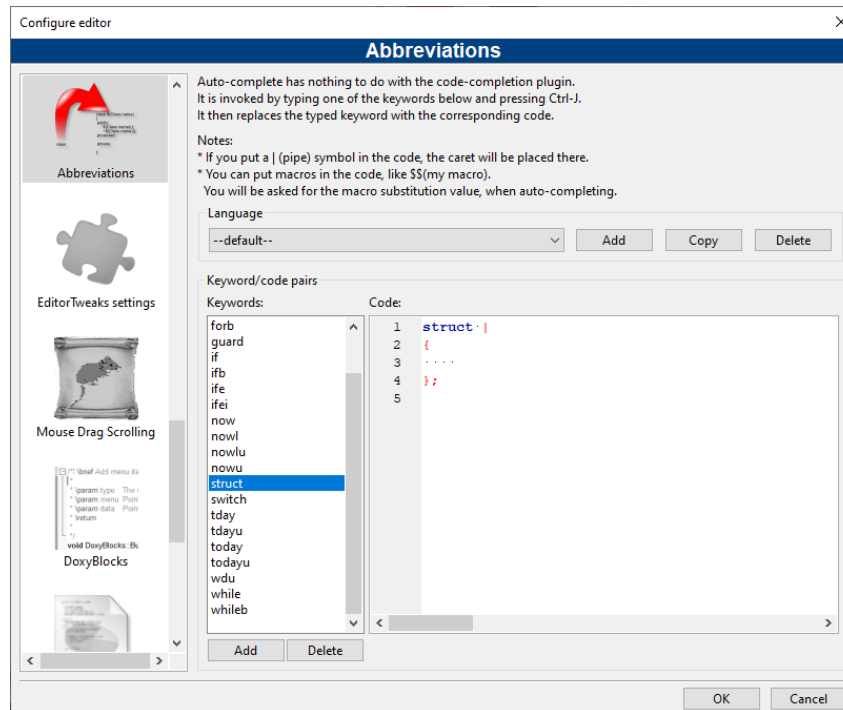 Configure editor
Abbreviations
Abbreviations
EditorTweaks settings
Mouse Drag Scrolling
void DoxyBlocks::Bu
DoxyBlocks
Auto-complete has nothing to do with the code-completion plugin.
It is invoked by typing one of the keywords below and pressing Ctrl-J.
It then replaces the typed keyword with the corresponding code.
Notes:
* If you put a | (pipe) symbol in the code, the caret will be placed there.
* You can put macros in the code, like $$(my macro).
You will be asked for the macro substitution value, when auto-completing.
Language
--default--
Add
Copy
Delete
Keyword/code pairs
Keywords:
forb
guard
if
ifb
ife
ifei
now
nowl
nowlu
nowu
struct
switch
tday
tdayu
today
todayu
wdu
while
whileb
Add
Delete
Code:
1 struct |
2 {
3 ····
4 };
5
OK
Cancel